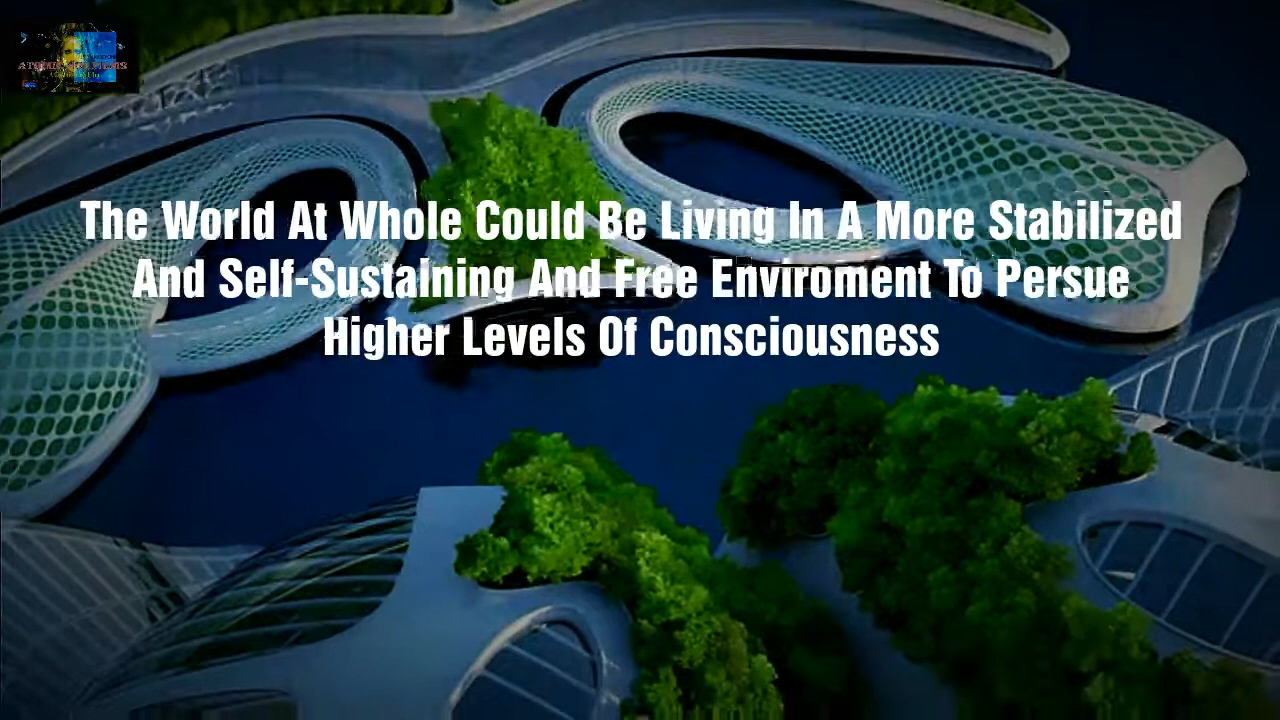 The World At Whole Could Be Living In A More Stabilized
And Self-Sustaining And Free Enviroment To Persue
Higher Levels Of Consciousness